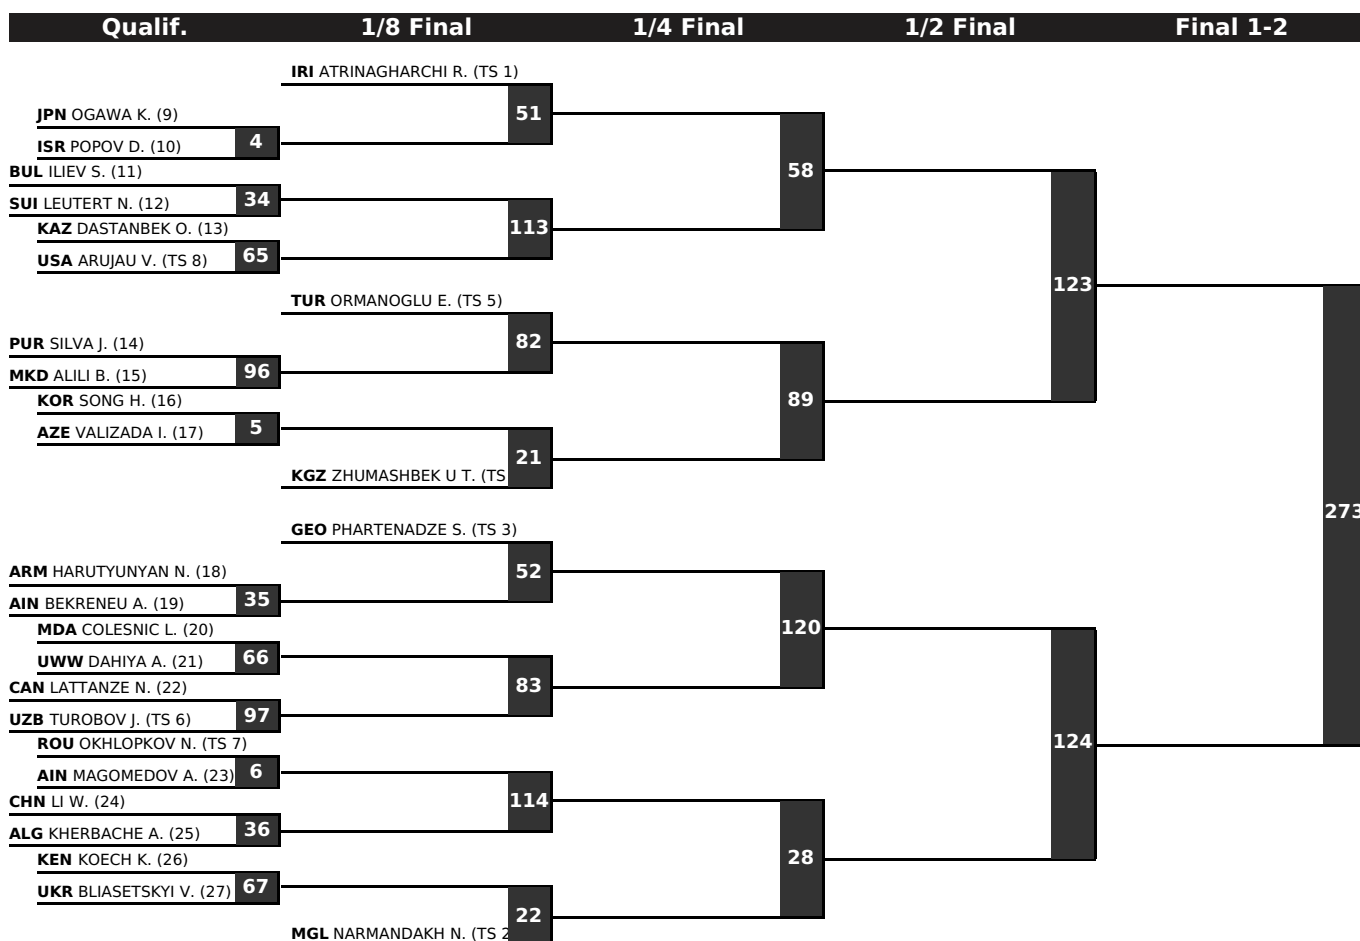 Qualif. 1/8 Final 1/4 Final 1/2 Final Final 1-2
IRI ATRINAGHARCHI R. (TS 1)
51
JPN OGAWA K. (9)
4
ISR POPOV D. (10)
BUL ILIEV S. (11)
58
34
SUI LEUTERT N. (12)
KAZ DASTANBEK O. (13)
113
65
USA ARUJAU V. (TS 8)
123
TUR ORMANOGLU E. (TS 5)
82
PUR SILVA J. (14)
96
MKD ALILI B. (15)
KOR SONG H. (16)
89
5
AZE VALIZADA I. (17)
21
KGZ ZHUMASHBEK U T. (TS
273
GEO PHARTENADZE S. (TS 3)
52
ARM HARUTYUNYAN N. (18)
35
AIN BEKRENEU A. (19)
MDA COLESNIC L. (20)
120
66
UWW DAHIYA A. (21)
CAN LATTANZE N. (22)
83
97
UZB TUROBOV J. (TS 6)
124
ROU OKHLOPKOV N. (TS 7)
6
AIN MAGOMEDOV A. (23)
CHN LI W. (24)
114
36
ALG KHERBACHE A. (25)
KEN KOECH K. (26)
28
67
UKR BLIASETSKYI V. (27)
22
MGL NARMANDAKH N. (TS 2